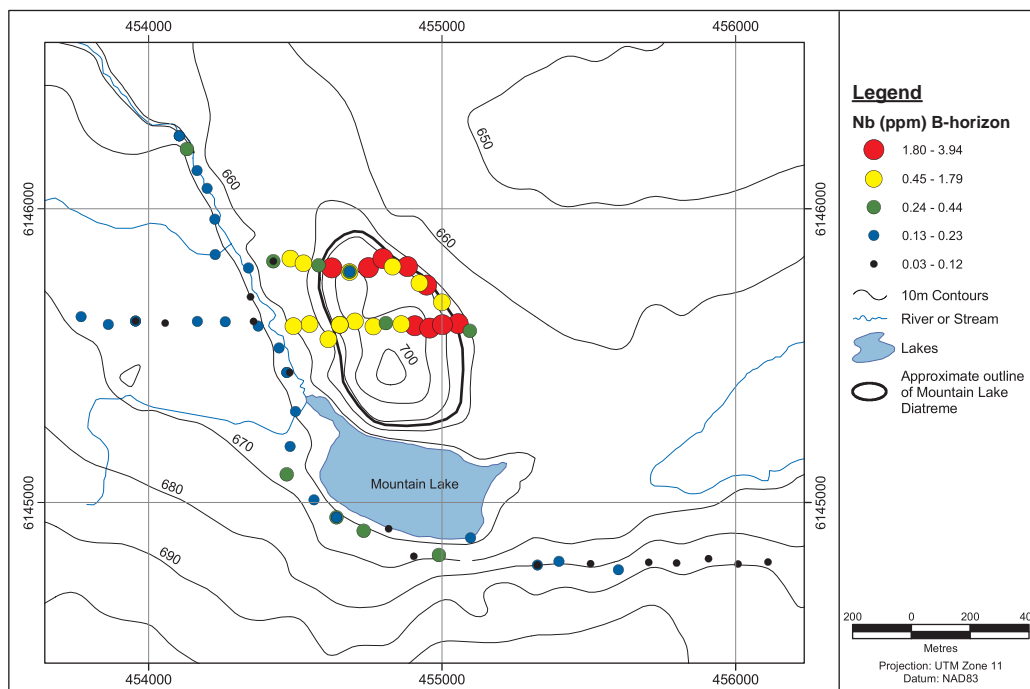 454000 455000 456000
6146000
6145000
6146000
6145000
454000 455000 456000
650
660
660
700
670
680
690
Mountain Lake
Legend
Nb (ppm) B-horizon
1.80 - 3.94
0.45 - 1.79
0.24 - 0.44
0.13 - 0.23
0.03 - 0.12
10m Contours
River or Stream
Lakes
Approximate outline
of Mountain Lake
Diatreme
200 0 200 40
Metres
Projection: UTM Zone 11
Datum: NAD83